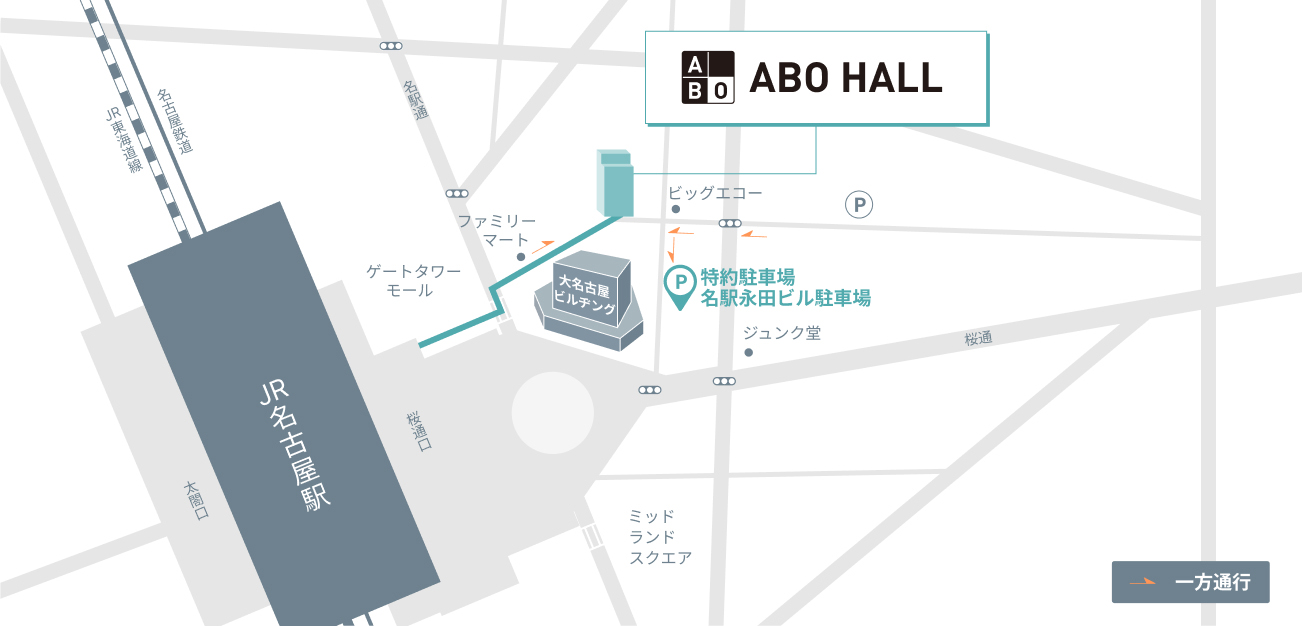 A
B O
ABO HALL
名駅通
名古屋鉄道
JR東海道線
ビッグエコー
P
ファミリー
マート
ゲートタワー
モール
大名古屋
ビルヂング
P
特約駐車場
名駅永田ビル駐車場
ジュンク堂
桜通
JR名古屋駅
桜通口
太閤口
ミッド
ランド
スクエア
一方通行